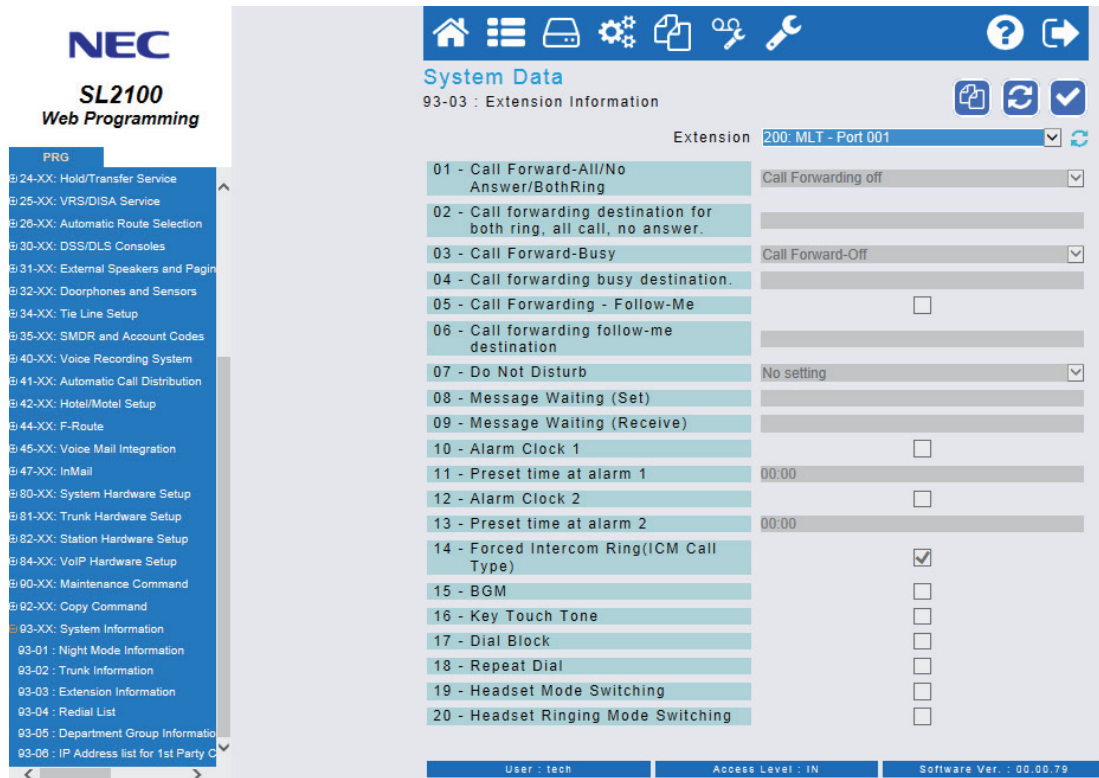 NEC
SL2100
Web Programming
PRG
24-XX: Hold/Transfer Service
25-XX: VRS/DISA Service
26-XX: Automatic Route Selection
30-XX: DSS/DLS Consoles
31-XX: External Speakers and Pagin
32-XX: Doorphones and Sensors
34-XX: Tie Line Setup
35-XX: SMDR and Account Codes
40-XX: Voice Recording System
41-XX: Automatic Call Distribution
42-XX: Hotel/Motel Setup
44-XX: F-Route
45-XX: Voice Mail Integration
47-XX: InMail
80-XX: System Hardware Setup
81-XX: Trunk Hardware Setup
82-XX: Station Hardware Setup
84-XX: VoIP Hardware Setup
90-XX: Maintenance Command
92-XX: Copy Command
93-XX: System Information
93-01 : Night Mode Information
93-02 : Trunk Information
93-03 : Extension Information
93-04 : Redial List
93-05 : Department Group Informatio
93-06 : IP Address list for 1st Party C
System Data
93-03 : Extension Information
Extension 200: MLT - Port 001
01 - Call Forward-All/No
Answer/BothRing
Call Forwarding off
02 - Call forwarding destination for
both ring, all call, no answer.
03 - Call Forward-Busy Call Forward-Off
04 - Call forwarding busy destination.
05 - Call Forwarding - Follow-Me
06 - Call forwarding follow-me
destination
07 - Do Not Disturb No setting
08 - Message Waiting (Set)
09 - Message Waiting (Receive)
10 - Alarm Clock 1
11 - Preset time at alarm 1 00:00
12 - Alarm Clock 2
13 - Preset time at alarm 2 00:00
14 - Forced Intercom Ring(ICM Call
Type)
15 - BGM
16 - Key Touch Tone
17 - Dial Block
18 - Repeat Dial
19 - Headset Mode Switching
20 - Headset Ringing Mode Switching
User : tech Access Level : IN Software Ver. : 00.00.79